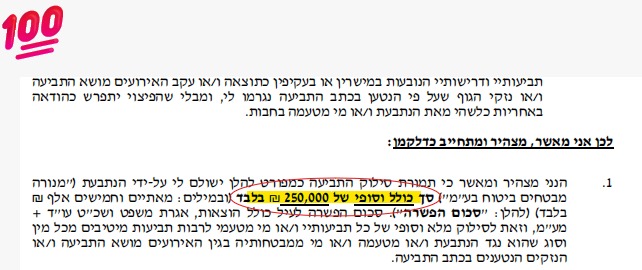 100
תביעותיי ודרישותיי הנובעות במישרין או בעקיפין כתוצאה ו/או עקב האירועים מושא התביעה
ו/או נזקי הגוף שעל פי הנטען בכתב התביעה נגרמו לי, ומבלי שהפיצוי יתפרש כהודאה
באחריות כלשהי מאת הנתבעת ו/או מי מטעמה בחבות.
לכן אני מאשר, מצהיר ומתחייב כדלקמן:
1. הנני מצהיר ומאשר כי תמורת סילוק התביעה כמפורט להלן ישולם לי על-ידי הנתבעת ("מנורה
מבטחים ביטוח בע"מ") סך כולל וסופי של 250,000 ₪ בלבד (ובמילים: מאתיים וחמישים אלף ₪
בלבד) (להלן: "סכום הפשרה"). סכום הפשרה לעיל כולל הוצאות, אגרת משפט ושכ"ט עו"ד +
מע"מ, וזאת לסילוק מלא וסופי של כל תביעותיי ו/או מי מטעמי לרבות תביעות מיטיבים מכל מין
וסוג שהוא נגד הנתבעת ו/או מטעמה ו/או מי ממבטחותיה בגין האירועים מושא התביעה ו/או
הנזקים הנטענים בכתב התביעה.